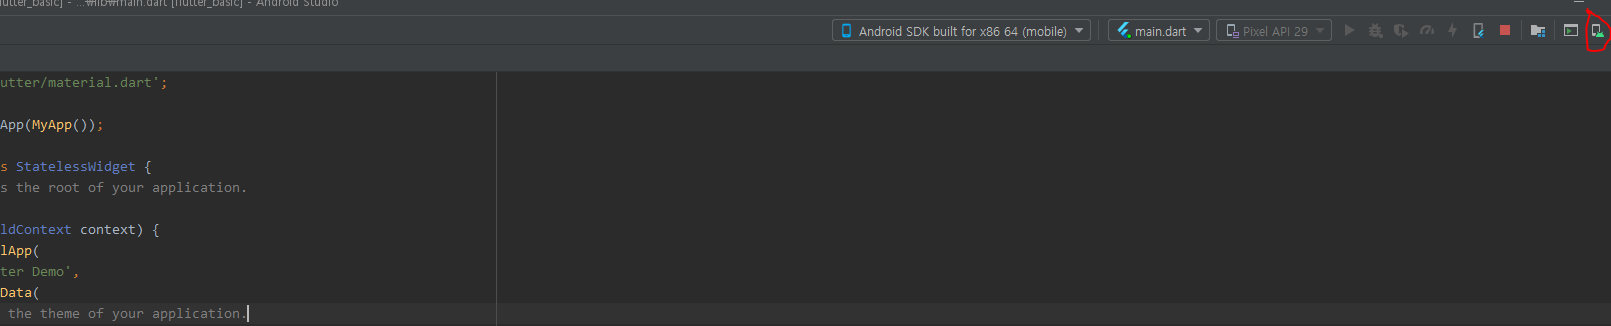 flutter_basic] - ...₩lib₩main.dart [flutter_basic] - Android Studio
Android SDK built for x86 64 (mobile)
main.dart
Pixel API 29
utter/material.dart';
App(MyApp());
s StatelessWidget {
s the root of your application.
ldContext context) {
lApp(
ter Demo',
Data(
the theme of your application.